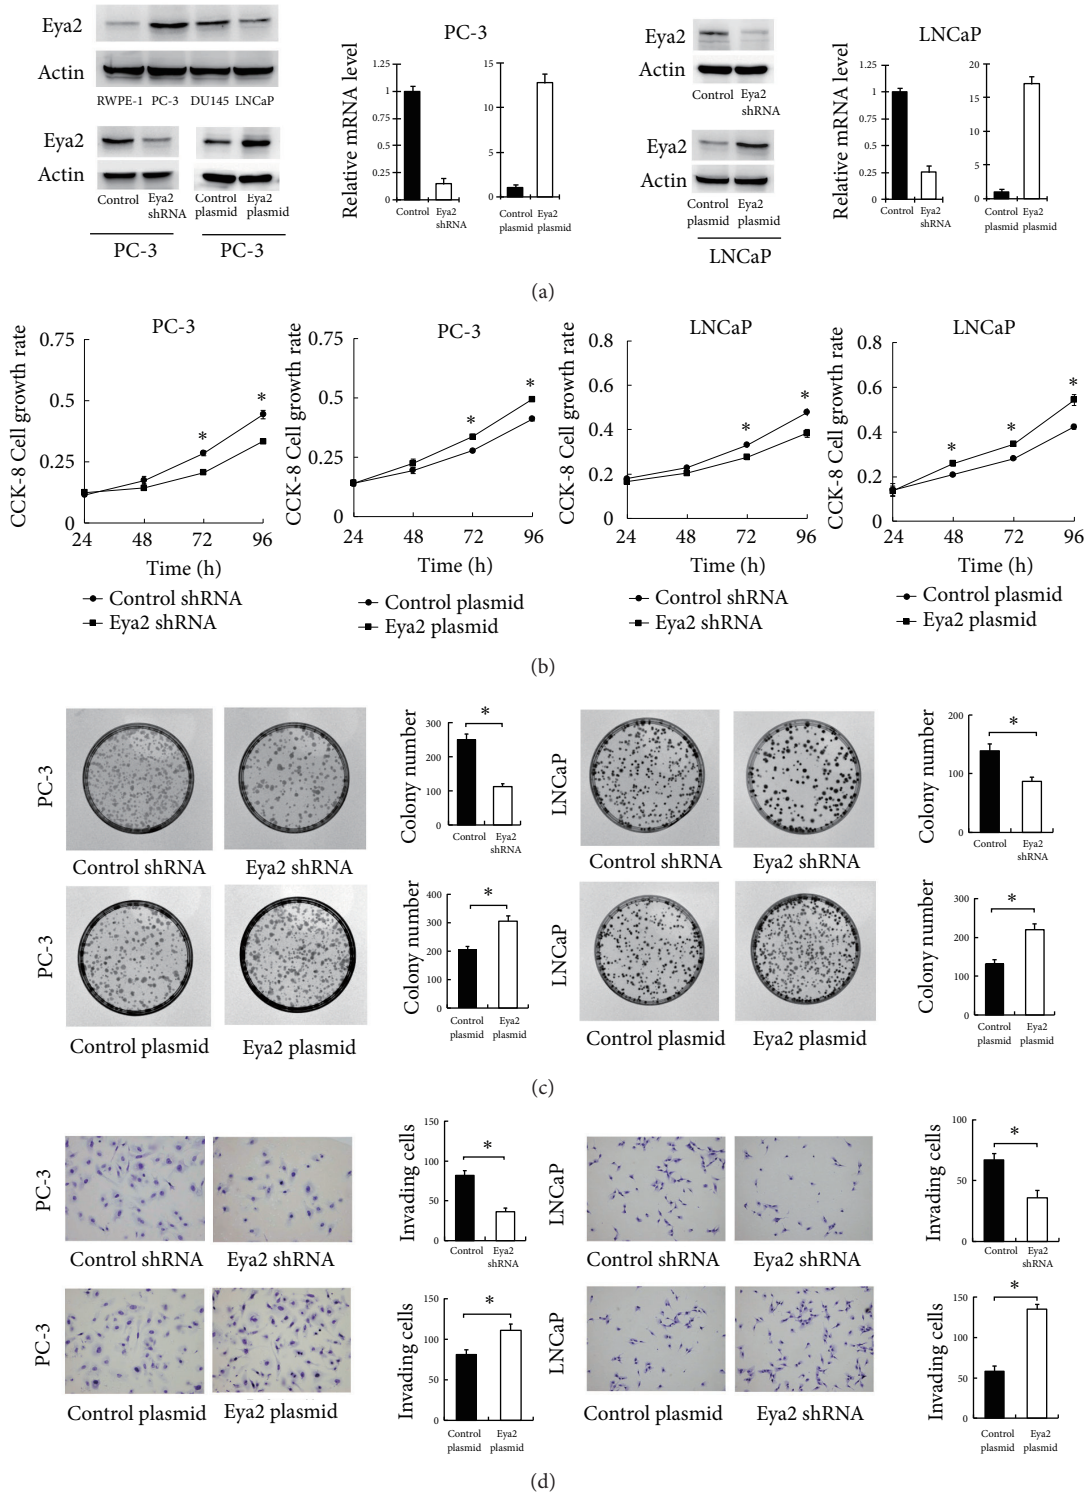 Eya2
Actin
RWPE-1 PC-3 DU145 LNCaP
Eya2
Actin
Control Eya2 shRNA Control plasmid Eya2 plasmid
PC-3 PC-3
PC-3
Relative mRNA level
1.25
1
0.75
0.5
0.25
0
Control Eya2 shRNA
15
10
5
0
Control plasmid Eya2 plasmid
Eya2
Actin
Control Eya2 shRNA
Eya2
Actin
Control plasmid Eya2 plasmid
LNCaP
LNCaP
Relative mRNA level
1.25
1
0.75
0.5
0.25
0
Control Eya2 shRNA
20
15
10
5
0
Control plasmid Eya2 plasmid
(a)
PC-3
CCK-8 Cell growth rate
0.75
0.5
0.25
0
* *
24 48 72 96
Time (h)
Control shRNA
Eya2 shRNA
PC-3
CCK-8 Cell growth rate
0.75
0.5
0.25
0
* *
24 48 72 96
Time (h)
Control plasmid
Eya2 plasmid
LNCaP
CCK-8 Cell growth rate
0.8
0.6
0.4
0.2
0
* *
24 48 72 96
Time (h)
Control shRNA
Eya2 shRNA
LNCaP
CCK-8 Cell growth rate
0.8
0.6
0.4
0.2
0
* * *
24 48 72 96
Time (h)
Control plasmid
Eya2 plasmid
(b)
PC-3
Control shRNA Eya2 shRNA
Colony number
300
200
100
0
*
Control Eya2 shRNA
LNCaP
Control shRNA Eya2 shRNA
Colony number
200
100
0
*
Control Eya2 shRNA
PC-3
Control plasmid Eya2 plasmid
Colony number
400
300
200
100
0
*
Control plasmid Eya2 plasmid
LNCaP
Control plasmid Eya2 plasmid
Colony number
300
200
100
0
*
Control plasmid Eya2 plasmid
(c)
PC-3
Control shRNA Eya2 shRNA
Invading cells
150
100
50
0
*
Control Eya2 shRNA
LNCaP
Control shRNA Eya2 shRNA
Invading cells
100
50
0
*
Control Eya2 shRNA
PC-3
Control plasmid Eya2 plasmid
Invading cells
150
100
50
0
*
Control plasmid Eya2 plasmid
LNCaP
Control plasmid Eya2 shRNA
Invading cells
150
100
50
0
*
Control plasmid Eya2 plasmid
(d)